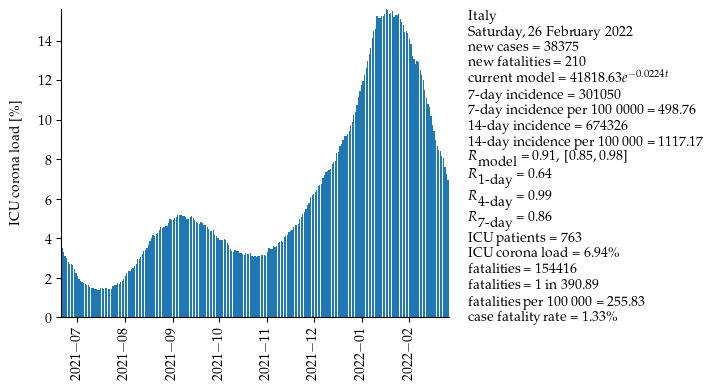 ICU corona load [%]
14
12
10
8
6
4
2
0
2021−07
2021−08
2021−09
2021−10
2021−11
2021−12
2022−01
2022−02
Italy
Saturday, 26 February 2022
new cases = 38375
new fatalities = 210
current model = 41818.63e^−0.0224t
7-day incidence = 301050
7-day incidence per 100 0000 = 498.76
14-day incidence = 674326
14-day incidence per 100 000 = 1117.17
R_model = 0.91, [0.85, 0.98]
R_1-day = 0.64
R_4-day = 0.99
R_7-day = 0.86
ICU patients = 763
ICU corona load = 6.94%
fatalities = 154416
fatalities = 1 in 390.89
fatalities per 100 000 = 255.83
case fatality rate = 1.33%